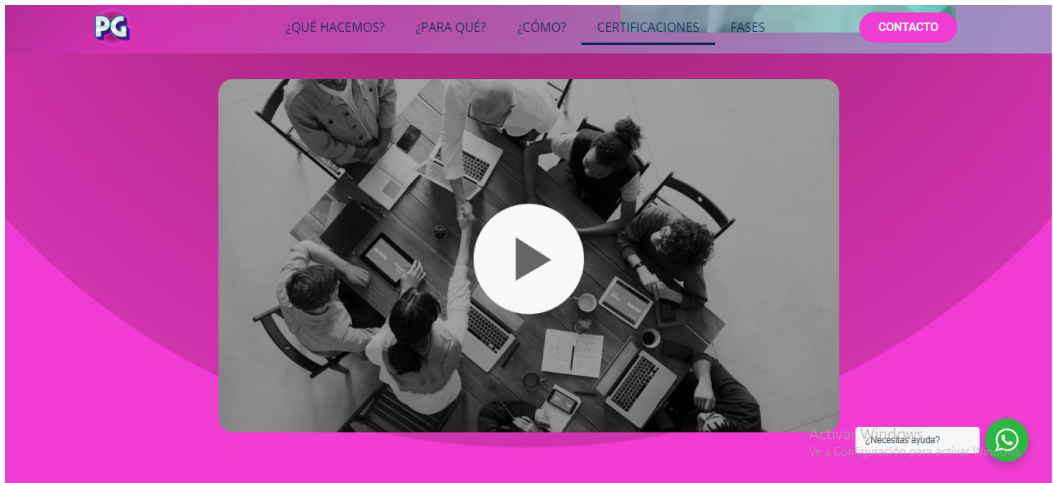 PG
¿QUÉ HACEMOS?
¿PARA QUÉ?
¿CÓMO?
CERTIFICACIONES
FASES
CONTACTO
Activar Windows
¿Necesitas ayuda?
Ve a Configuración para activar Windows.